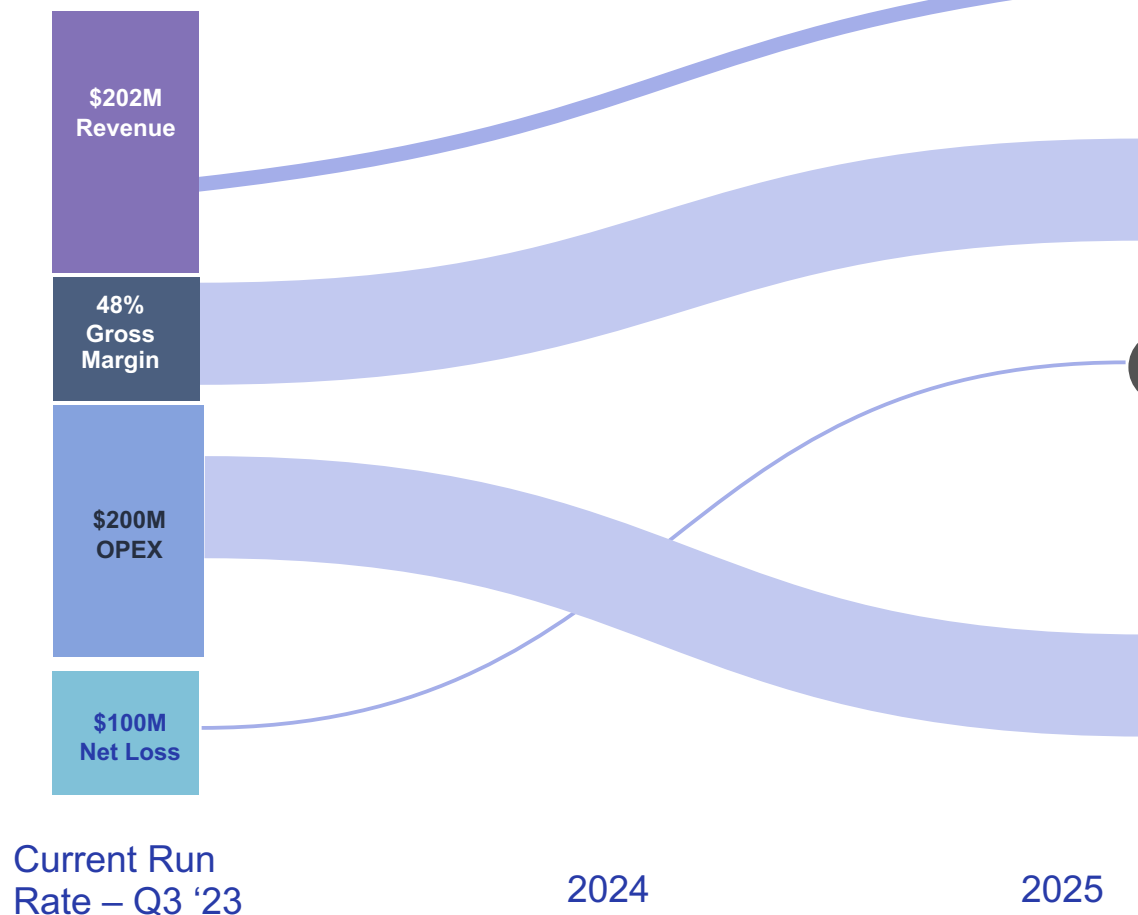 $202M
Revenue
48%
Gross
Margin
$200M
OPEX
$100M
Net Loss
Current Run
Rate – Q3 ‘23
2024
2025